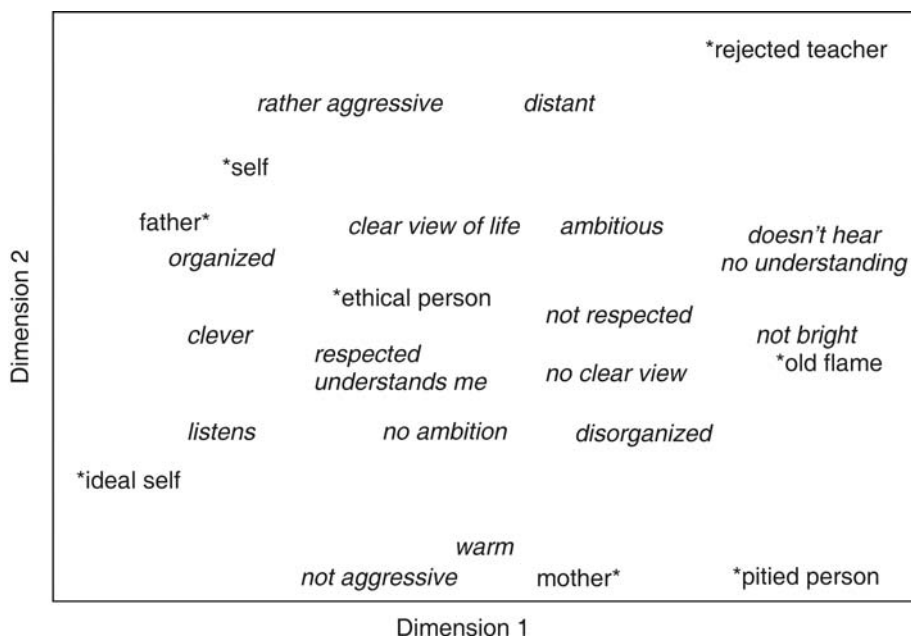 *rejected teacher
rather aggressive
distant
*self
father*
clear view of life
ambitious
doesn't hear
no understanding
organized
*ethical person
not respected
clever
not bright
respected
understands me
*old flame
no clear view
listens
no ambition
disorganized
*ideal self
warm
not aggressive
mother*
*pitied person
Dimension 2
Dimension 1